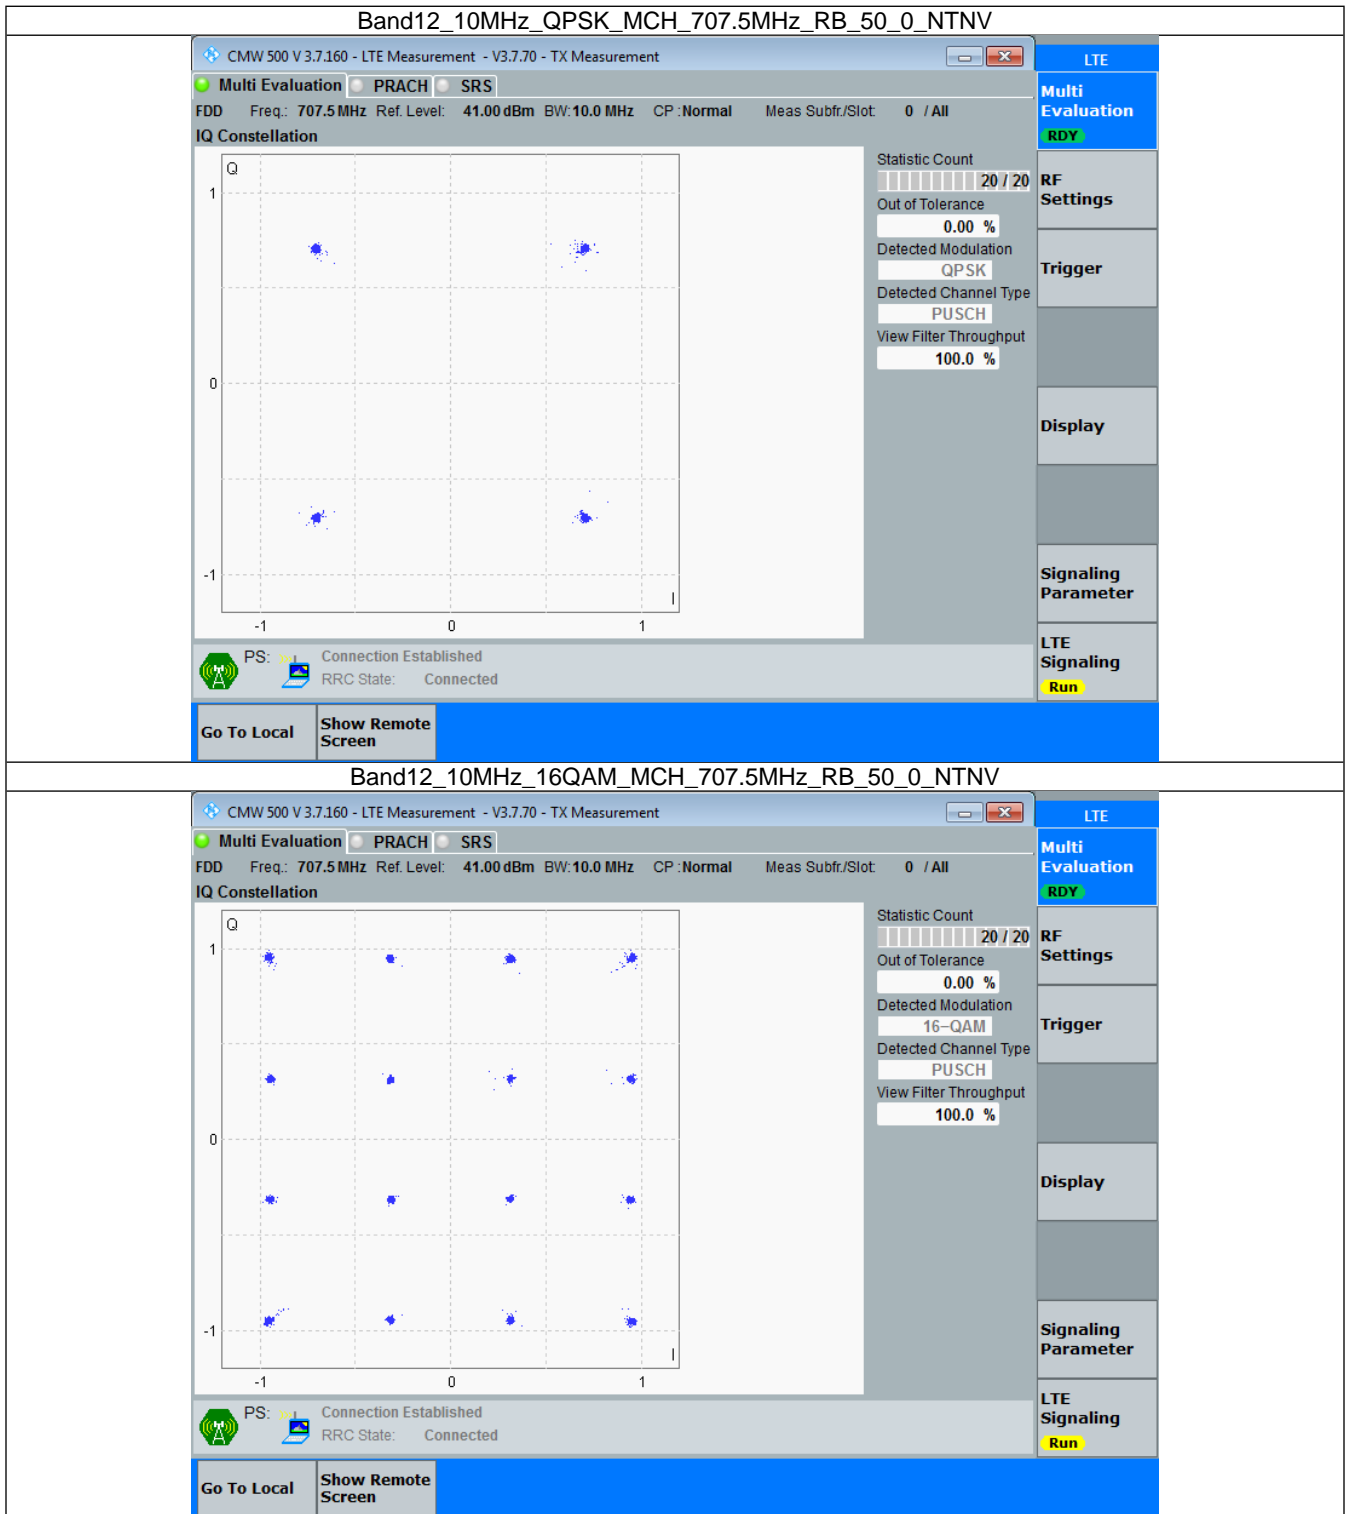 Band12_10MHz_QPSK_MCH_707.5MHz_RB_50_0_NTNV
CMW 500 V 3.7.160 - LTE Measurement - V3.7.70 - TX Measurement
LTE
Multi Evaluation PRACH SRS
Multi
Evaluation
RDY
FDD Freq.: 707.5 MHz Ref. Level: 41.00 dBm BW: 10.0 MHz CP : Normal Meas Subfr./Slot: 0 / All
IQ Constellation
Q
1
0
-1
I
-1 0 1
Statistic Count
20 / 20
Out of Tolerance
0.00 %
Detected Modulation
QPSK
Detected Channel Type
PUSCH
View Filter Throughput
100.0 %
RF
Settings
Trigger
Display
Signaling
Parameter
LTE
Signaling
Run
PS: Connection Established
RRC State: Connected
Go To Local
Show Remote
Screen
Band12_10MHz_16QAM_MCH_707.5MHz_RB_50_0_NTNV
CMW 500 V 3.7.160 - LTE Measurement - V3.7.70 - TX Measurement
LTE
Multi Evaluation PRACH SRS
Multi
Evaluation
RDY
FDD Freq.: 707.5 MHz Ref. Level: 41.00 dBm BW: 10.0 MHz CP : Normal Meas Subfr./Slot: 0 / All
IQ Constellation
Q
1
0
-1
I
-1 0 1
Statistic Count
20 / 20
Out of Tolerance
0.00 %
Detected Modulation
16-QAM
Detected Channel Type
PUSCH
View Filter Throughput
100.0 %
RF
Settings
Trigger
Display
Signaling
Parameter
LTE
Signaling
Run
PS: Connection Established
RRC State: Connected
Go To Local
Show Remote
Screen